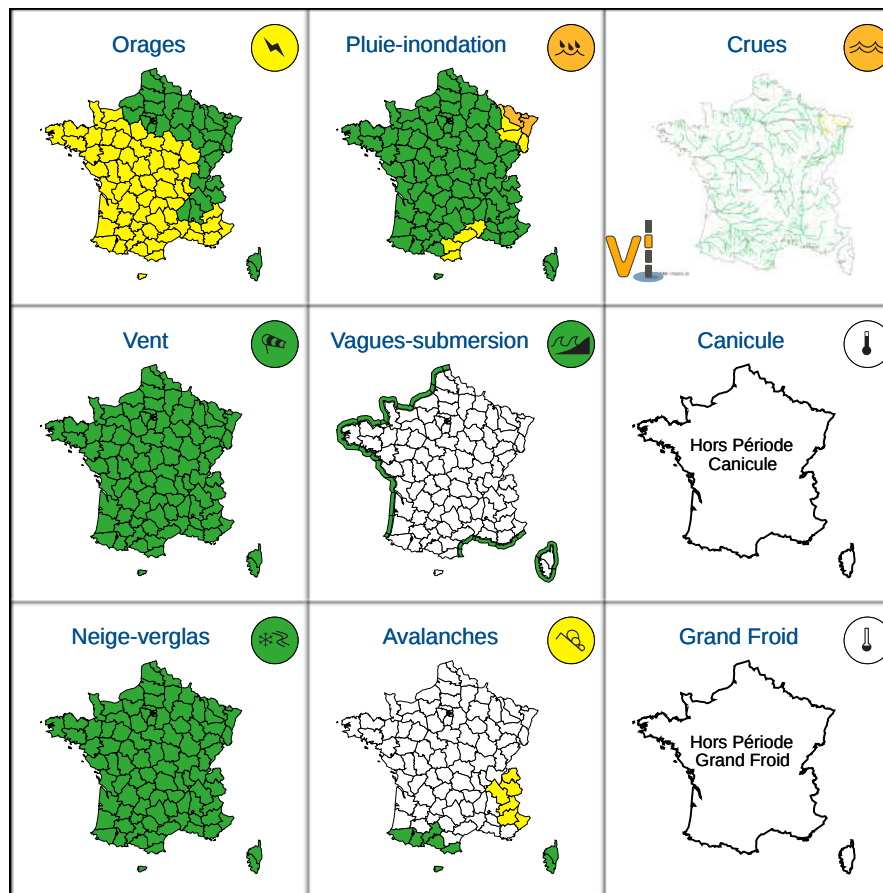 Orages
Pluie-inondation
Crues
Vi
Vent
Vagues-submersion
Canicule
Hors Période
Canicule
Neige-verglas
Avalanches
Grand Froid
Hors Période
Grand Froid